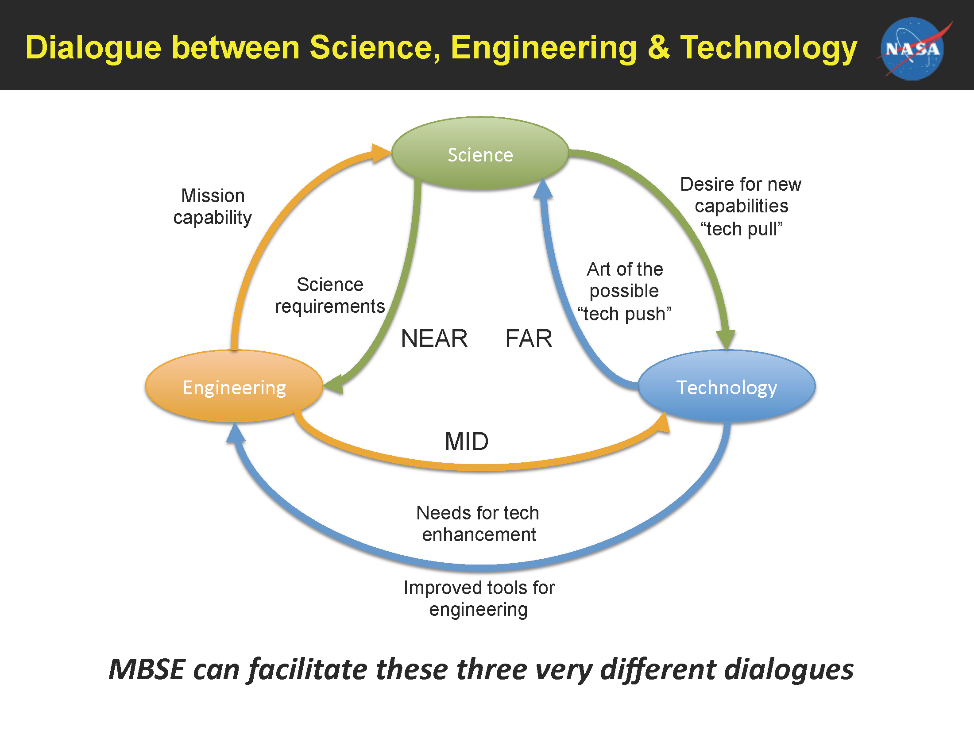 Dialogue between Science, Engineering & Technology
NASA
Science
Mission
capability
Desire for new
capabilities
“tech pull”
Science
requirements
Art of the
possible
“tech push”
NEAR
FAR
Engineering
Technology
MID
Needs for tech
enhancement
Improved tools for
engineering
MBSE can facilitate these three very different dialogues